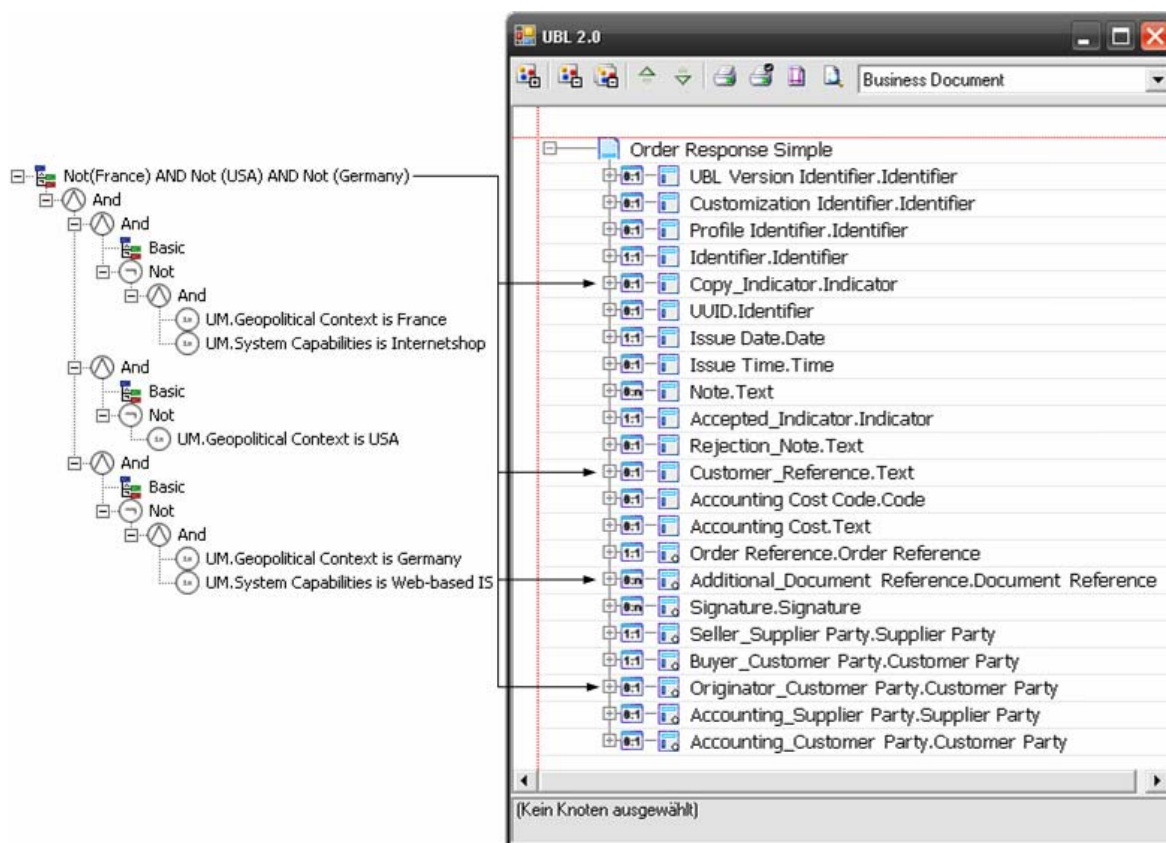 Not(France) AND Not (USA) AND Not (Germany)
And
And
Basic
Not
And
UM.Geopolitical Context is France
UM.System Capabilities is Internetshop
And
Basic
Not
UM.Geopolitical Context is USA
And
Basic
Not
And
UM.Geopolitical Context is Germany
UM.System Capabilities is Web-based IS
UBL 2.0
Business Document
Order Response Simple
0:1 UBL Version Identifier.Identifier
0:1 Customization Identifier.Identifier
0:1 Profile Identifier.Identifier
1:1 Identifier.Identifier
0:1 Copy_Indicator.Indicator
0:1 UUID.Identifier
1:1 Issue Date.Date
0:1 Issue Time.Time
0:n Note.Text
1:1 Accepted_Indicator.Indicator
0:1 Rejection_Note.Text
0:1 Customer_Reference.Text
0:1 Accounting Cost Code.Code
0:1 Accounting Cost.Text
1:1 Order Reference.Order Reference
0:n Additional_Document Reference.Document Reference
0:n Signature.Signature
1:1 Seller_Supplier Party.Supplier Party
1:1 Buyer_Customer Party.Customer Party
0:1 Originator_Customer Party.Customer Party
0:1 Accounting_Supplier Party.Supplier Party
0:1 Accounting_Customer Party.Customer Party
(Kein Knoten ausgewählt)